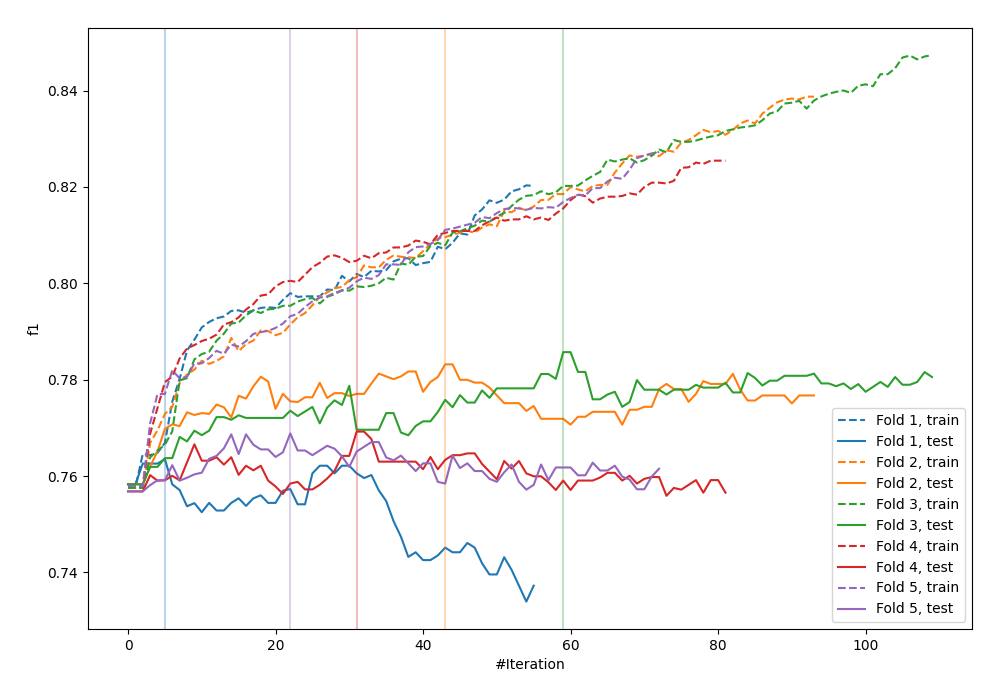 0.84
0.82
0.80
0.78
0.76
0.74
f1
0
20
40
60
80
100
#Iteration
Fold 1, train
Fold 1, test
Fold 2, train
Fold 2, test
Fold 3, train
Fold 3, test
Fold 4, train
Fold 4, test
Fold 5, train
Fold 5, test